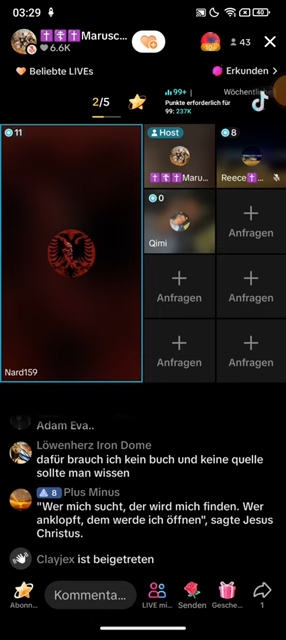 03:29
40
✝️☦️✝️Marusc...
6.6K
10
43
Beliebte LIVEs
Erkunden >
2/5
99+
Punkte erforderlich für
99: 237K
Wöchentlic
11
Host
✝️☦️✝️Maru...
8
Reece✝️...
0
Qimi
Anfragen
Anfragen
Anfragen
Anfragen
Anfragen
Nard159
Adam Eva..
Löwenherz Iron Dome
dafür brauch ich kein buch und keine quelle
sollte man wissen
8 Plus Minus
"Wer mich sucht, der wird mich finden. Wer
anklopft, dem werde ich öffnen", sagte Jesus
Christus.
Clayjex ist beigetreten
Kommenta...
Abonn...
LIVE mi...
Senden
Gesche...
1